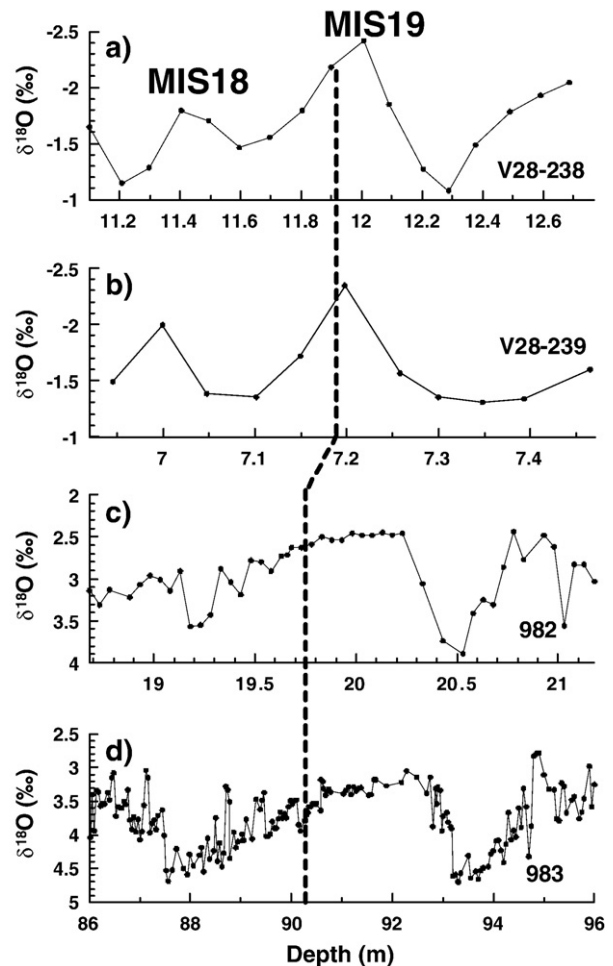 a)
MIS18
MIS19
-2.5
-2
-1.5
-1
δ18O (‰)
V28-238
11.2 11.4 11.6 11.8 12 12.2 12.4 12.6
b)
-2.5
-2
-1.5
-1
δ18O (‰)
V28-239
7 7.1 7.2 7.3 7.4
c)
2
2.5
3
3.5
4
δ18O (‰)
982
19 19.5 20 20.5 21
d)
2.5
3
3.5
4
4.5
5
δ18O (‰)
983
86 88 90 92 94 96
Depth (m)